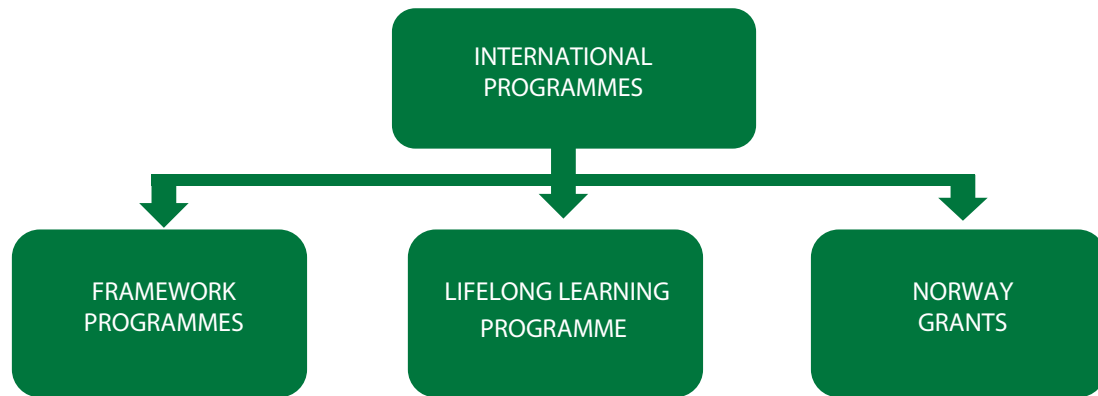 INTERNATIONAL
PROGRAMMES
FRAMEWORK
PROGRAMMES
LIFELONG LEARNING
PROGRAMME
NORWAY
GRANTS